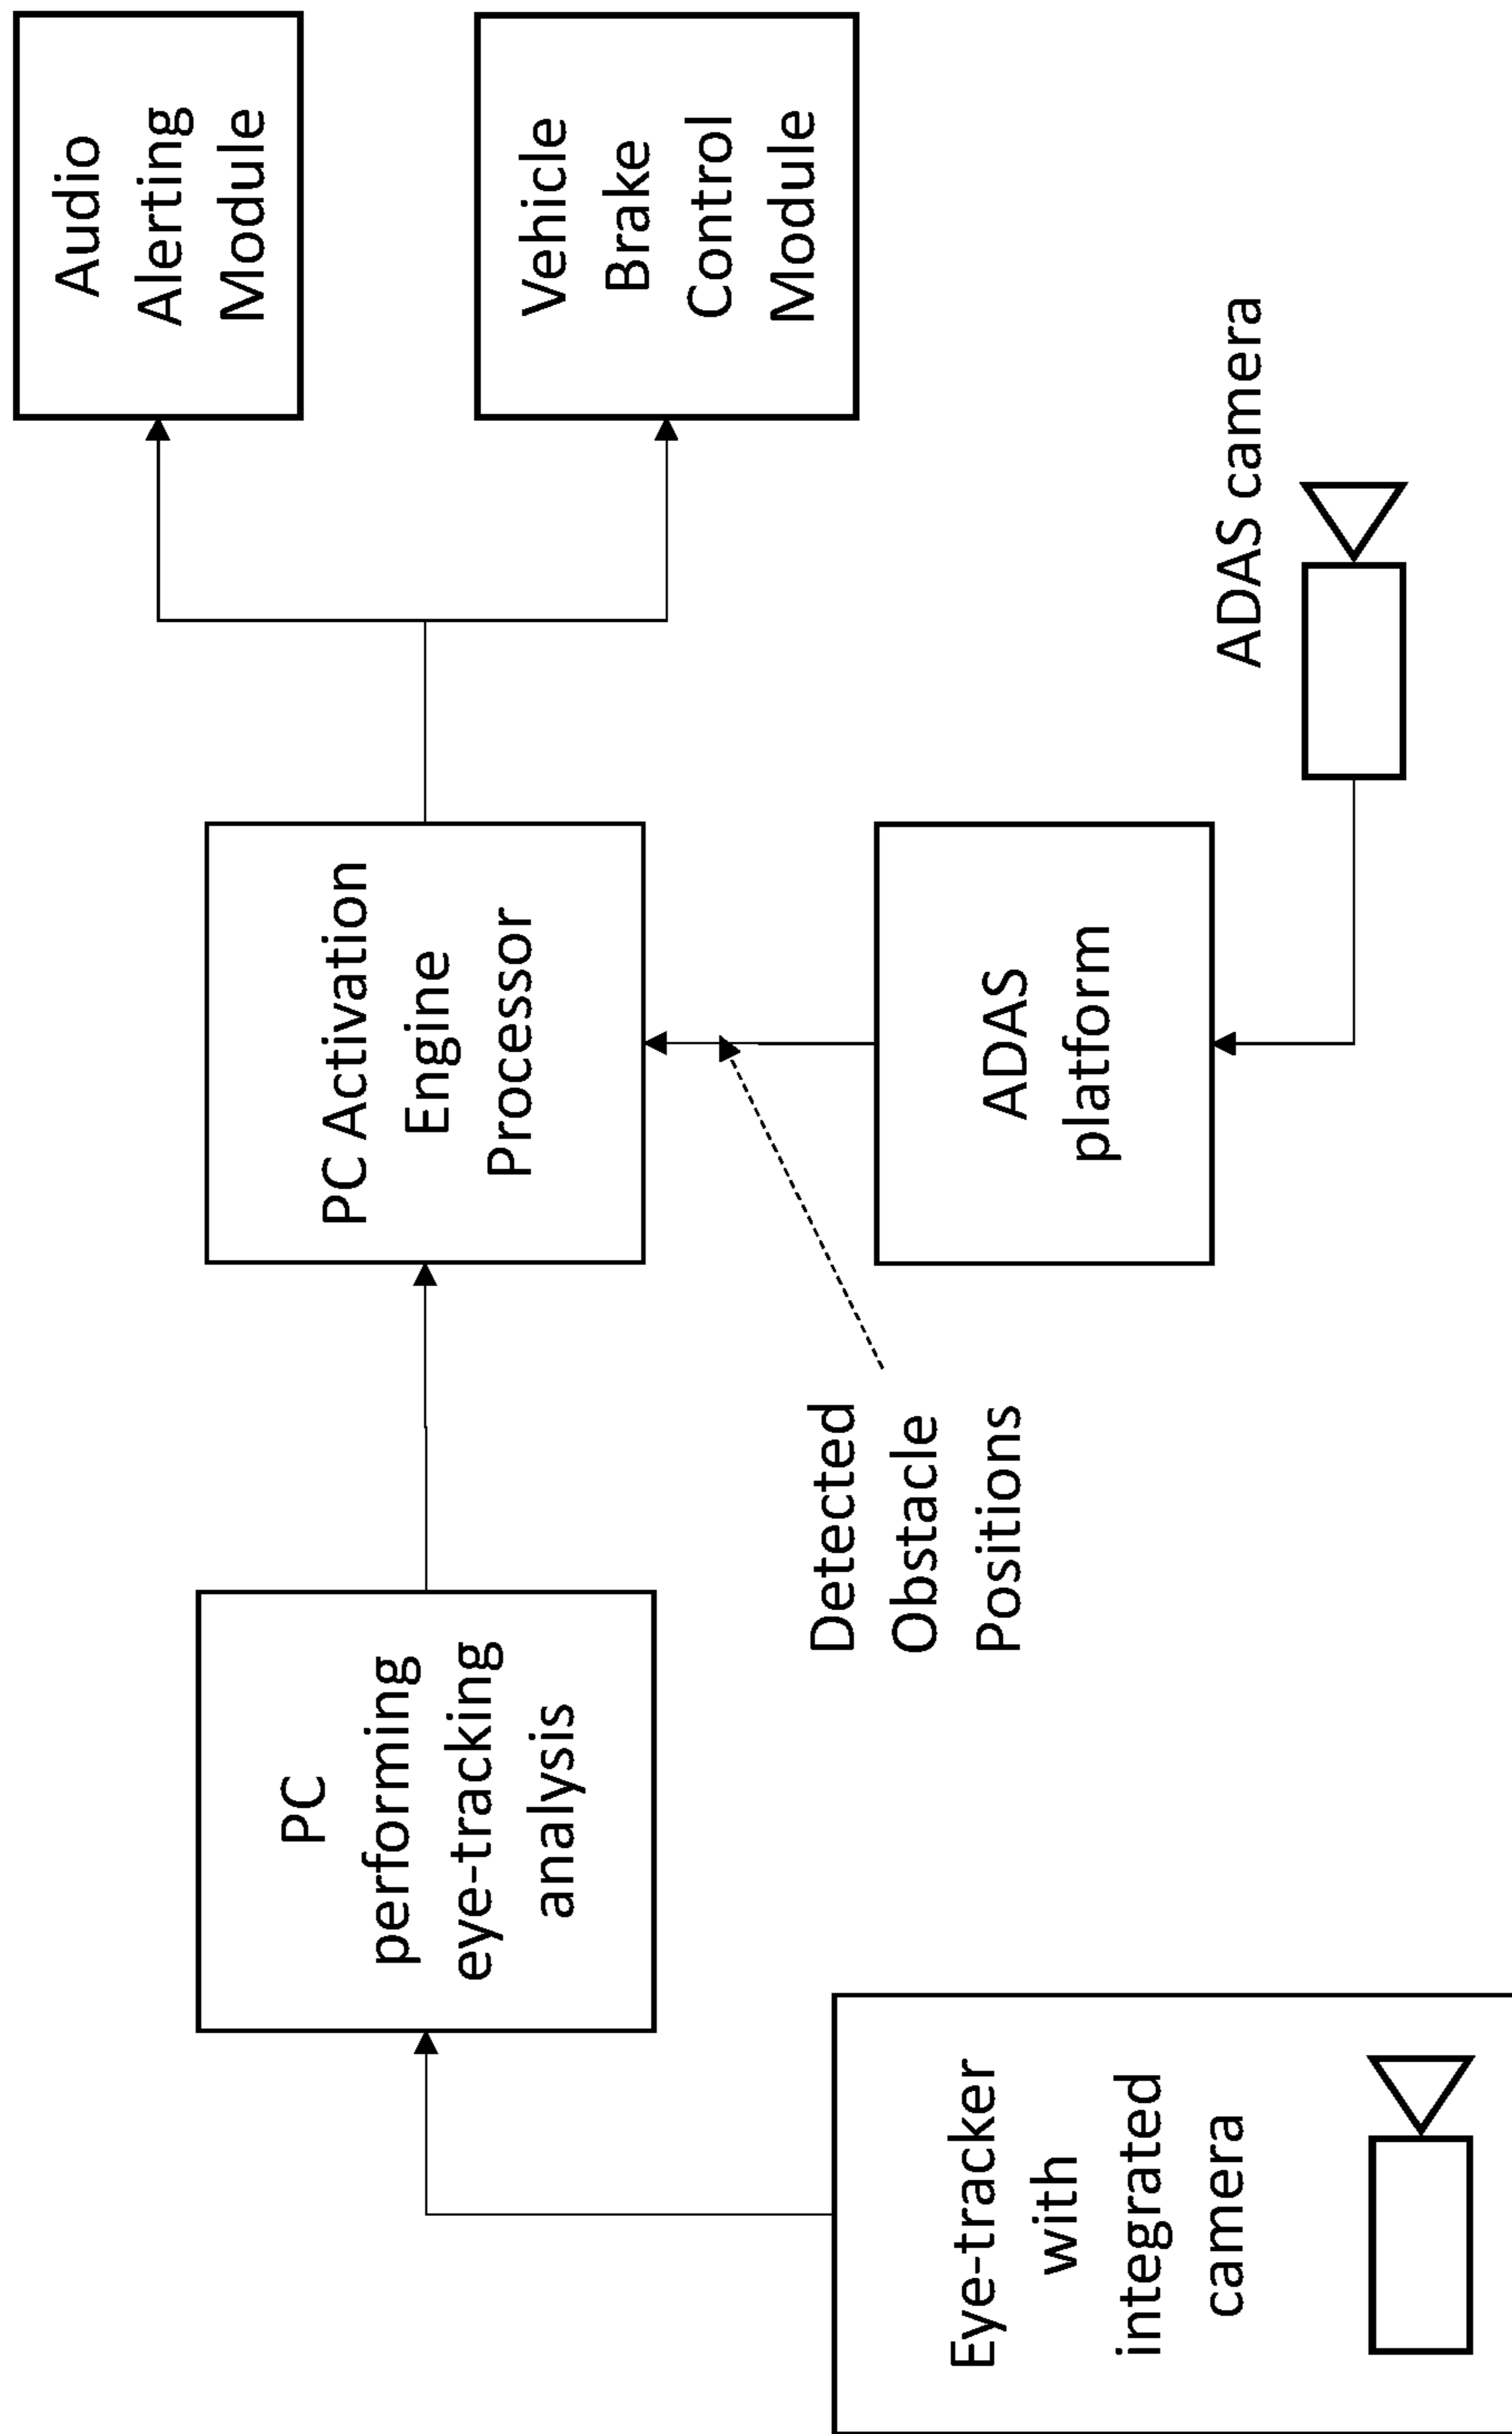 Eye-tracker
with
integrated
camera
PC
performing
eye-tracking
analysis
Detected
Obstacle
Positions
PC Activation
Engine
Processor
ADAS
platform
ADAS camera
Audio
Alerting
Module
Vehicle
Brake
Control
Module